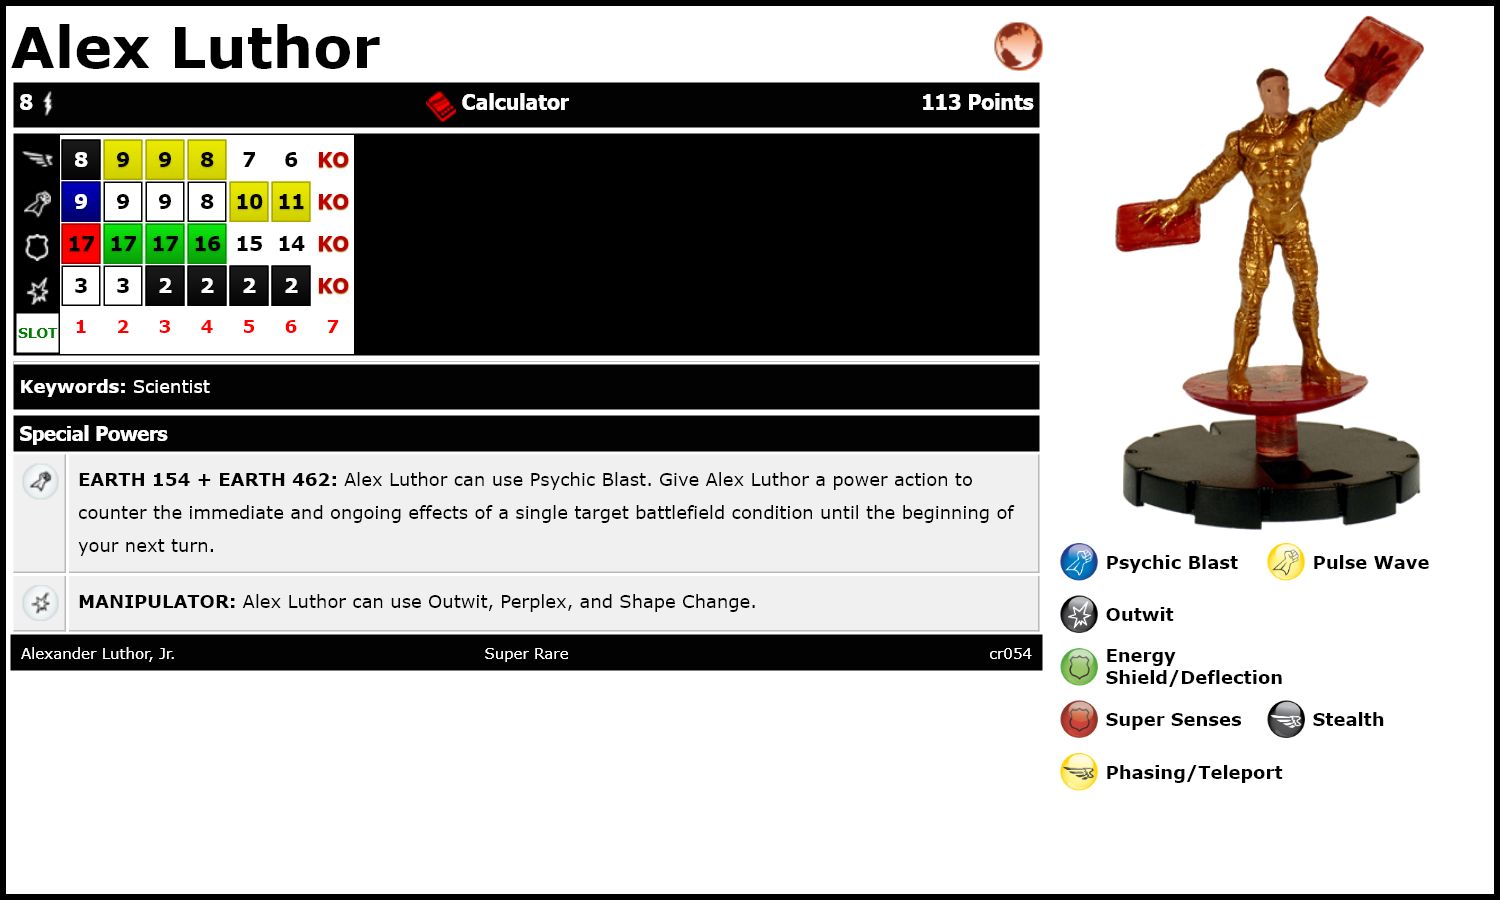 Alex Luthor
8 Calculator 113 Points
8 9 9 8 7 6 KO
9 9 9 8 10 11 KO
17 17 17 16 15 14 KO
3 3 2 2 2 2 KO
SLOT 1 2 3 4 5 6 7
Keywords: Scientist
Special Powers
EARTH 154 + EARTH 462: Alex Luthor can use Psychic Blast. Give Alex Luthor a power action to
counter the immediate and ongoing effects of a single target battlefield condition until the beginning of
your next turn.
MANIPULATOR: Alex Luthor can use Outwit, Perplex, and Shape Change.
Alexander Luthor, Jr. Super Rare cr054
Psychic Blast Pulse Wave
Outwit
Energy
Shield/Deflection
Super Senses Stealth
Phasing/Teleport